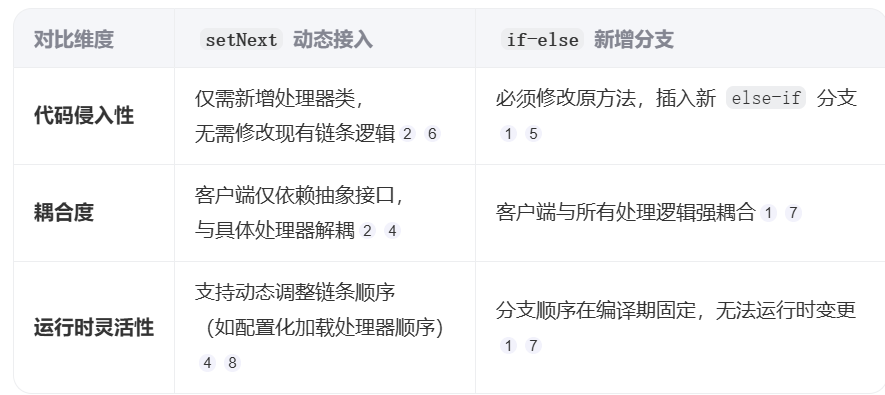 对比维度
setNext 动态接入
if-else 新增分支
代码侵入性
仅需新增处理器类，
无需修改现有链条逻辑 2 6
必须修改原方法，插入新 else-if 分支
1 5
耦合度
客户端仅依赖抽象接口，
与具体处理器解耦 2 4
客户端与所有处理逻辑强耦合 1 7
运行时灵活性
支持动态调整链条顺序
（如配置化加载处理器顺序）
4 8
分支顺序在编译期固定，无法运行时变更
1 7